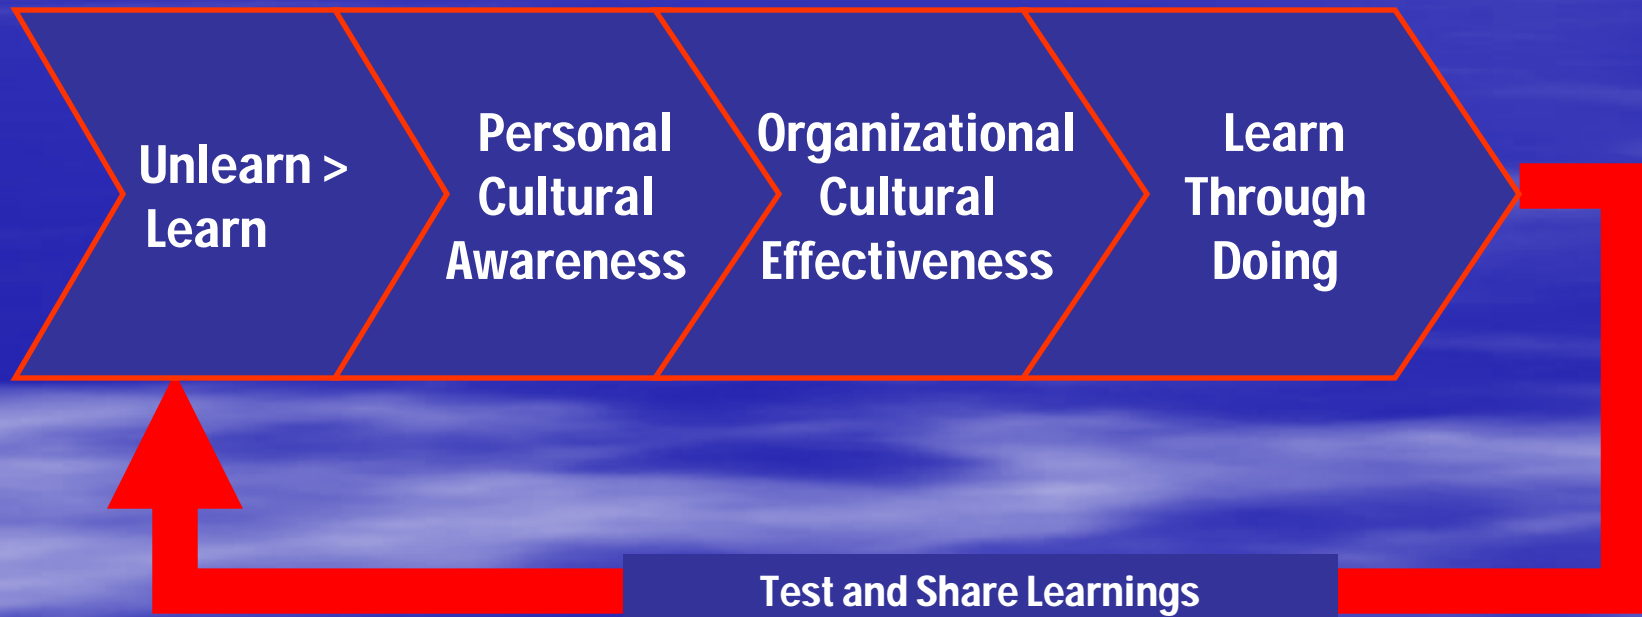 Unlearn >
Learn
Personal
Cultural
Awareness
Organizational
Cultural
Effectiveness
Learn
Through
Doing
Test and Share Learnings